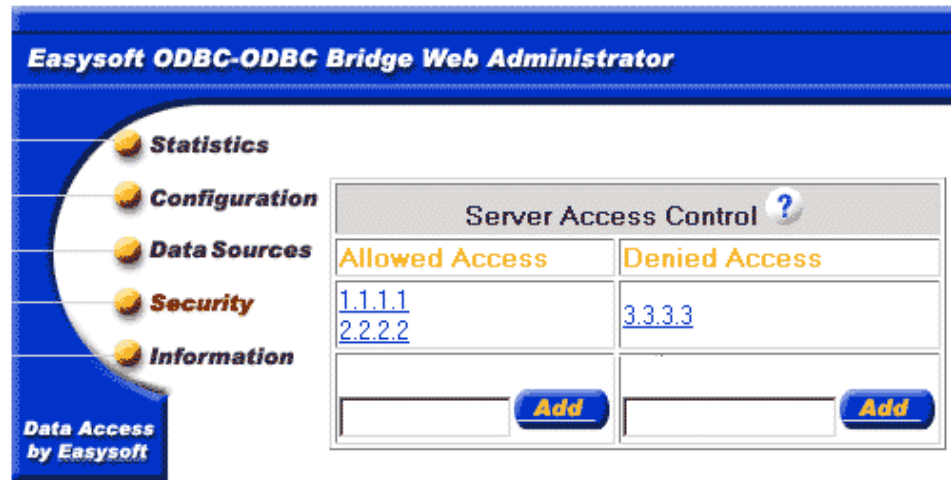 Easysoft ODBC-ODBC Bridge Web Administrator
Statistics
Configuration
Data Sources
Security
Information
Server Access Control ?
Allowed Access
Denied Access
1.1.1.1
2.2.2.2
3.3.3.3
Add
Add
Data Access
by Easysoft